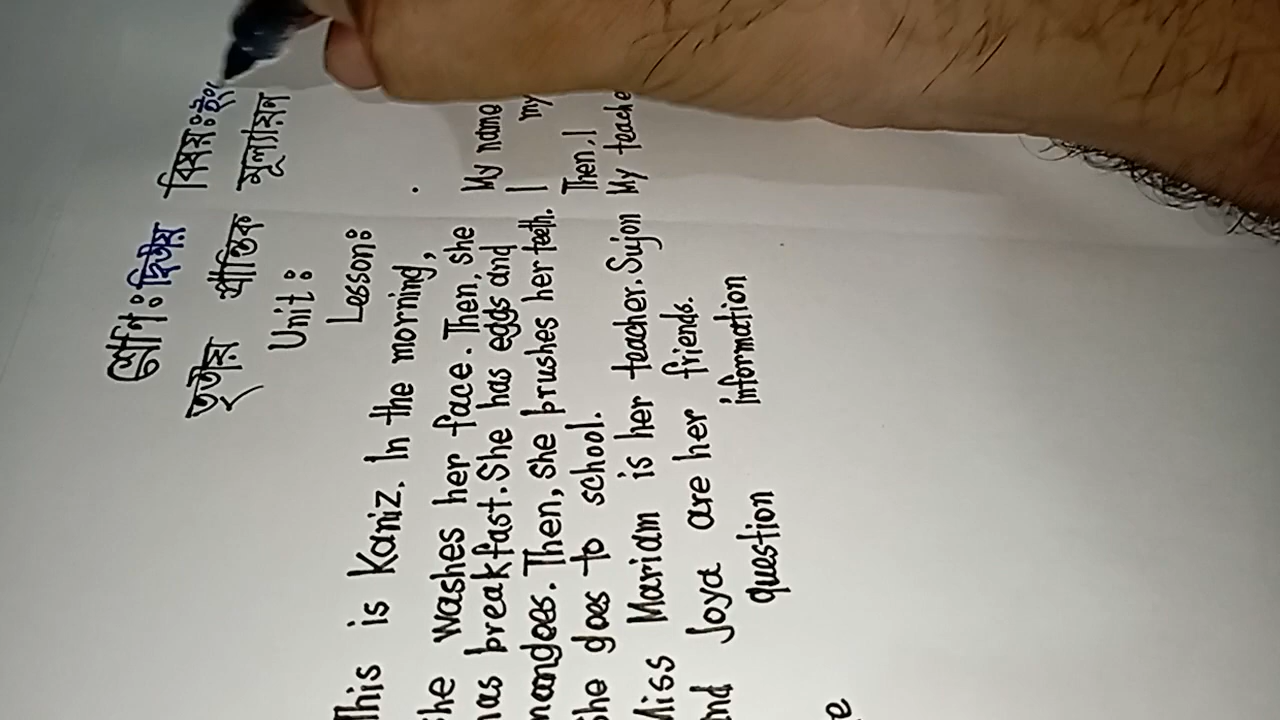 শ্রেণি: দ্বিতীয় বিষয়: ইং
তৃতীয় প্রান্তিক মূল্যায়ন
Unit:
Lesson:
This is Kaniz. In the morning,
she washes her face. Then, she
has breakfast. She has eggs and
mangoes. Then, she brushes her teeth.
She goes to school.
Miss Mariam is her teacher. Sujon
and Joya are her friends.
question information
My name
I my
Then, I
My teache